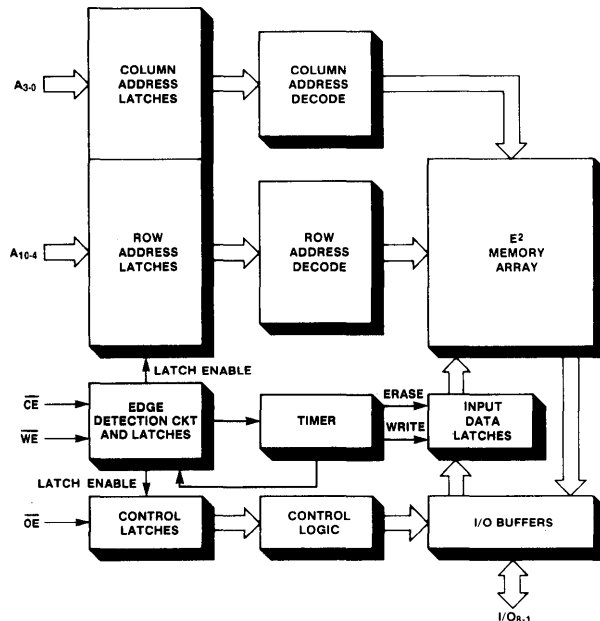 COLUMN
ADDRESS
LATCHES
COLUMN
ADDRESS
DECODE
A3-0
ROW
ADDRESS
LATCHES
ROW
ADDRESS
DECODE
E2
MEMORY
ARRAY
A10-4
LATCH ENABLE
CE
WE
EDGE
DETECTION CKT
AND LATCHES
TIMER
ERASE
WRITE
INPUT
DATA
LATCHES
LATCH ENABLE
OE
CONTROL
LATCHES
CONTROL
LOGIC
I/O BUFFERS
I/O8-1